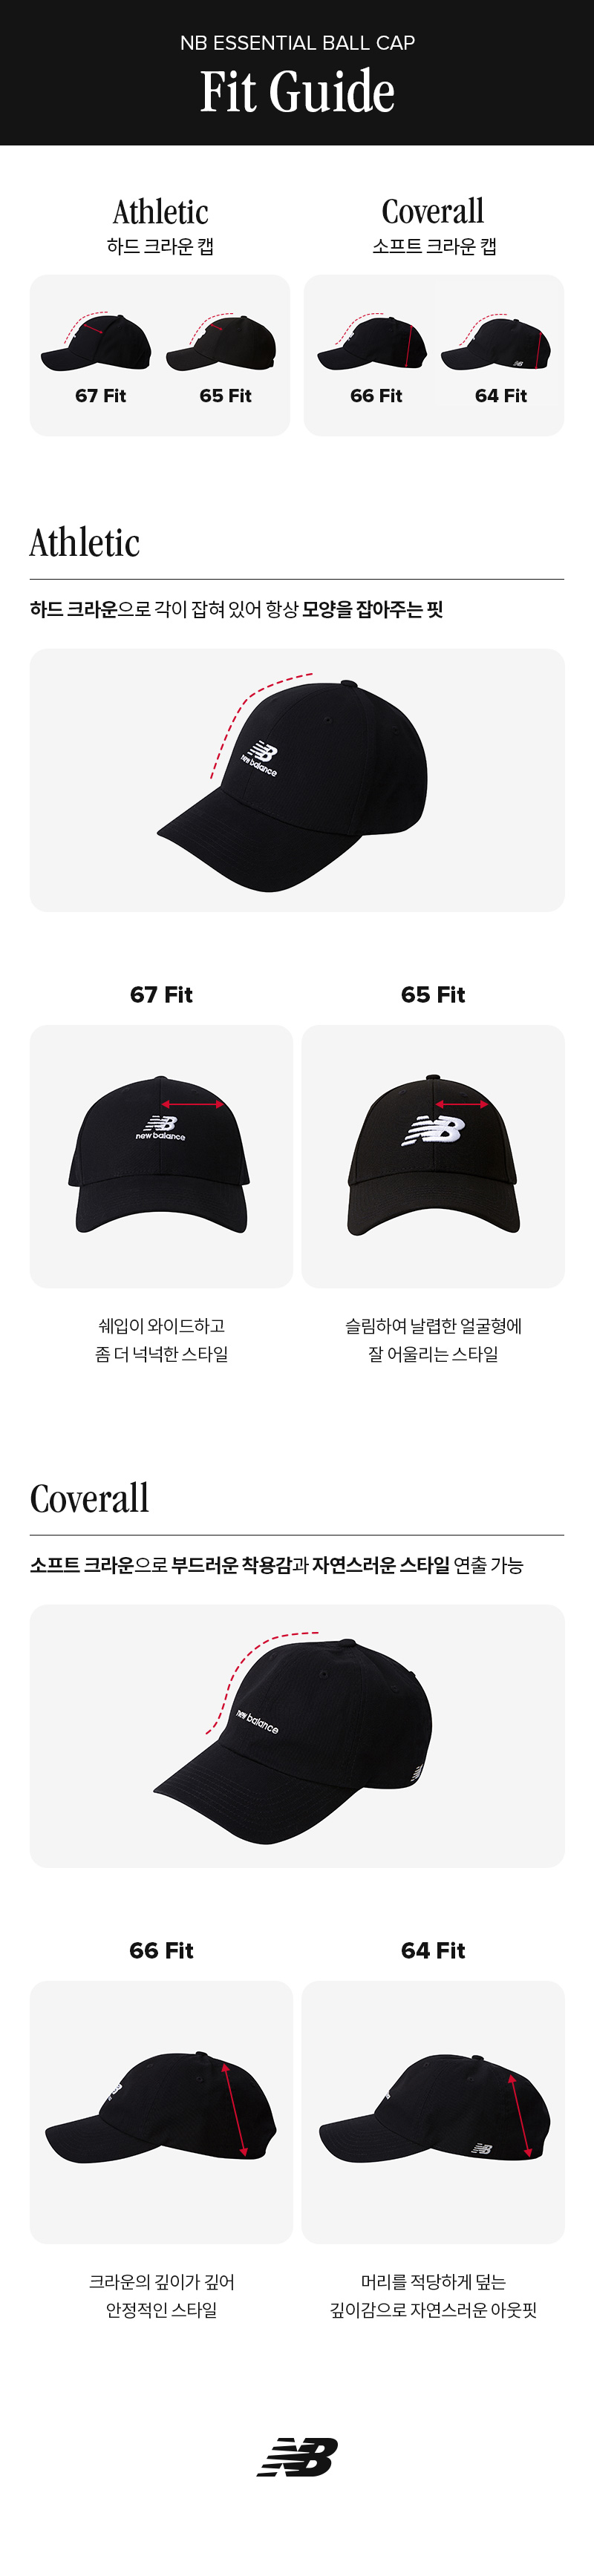 NB ESSENTIAL BALL CAP
Fit Guide
Athletic
하드 크라운 캡
Coverall
소프트 크라운 캡
67 Fit
65 Fit
66 Fit
64 Fit
Athletic
하드 크라운으로 각이 잡혀 있어 항상 모양을 잡아주는 핏
NB
new balance
67 Fit
65 Fit
NB
new balance
NB
쉐입이 와이드하고
좀 더 넉넉한 스타일
슬림하여 날렵한 얼굴형에
잘 어울리는 스타일
Coverall
소프트 크라운으로 부드러운 착용감과 자연스러운 스타일 연출 가능
new balance
66 Fit
64 Fit
NB
크라운의 깊이가 깊어
안정적인 스타일
머리를 적당하게 덮는
깊이감으로 자연스러운 아웃핏
NB